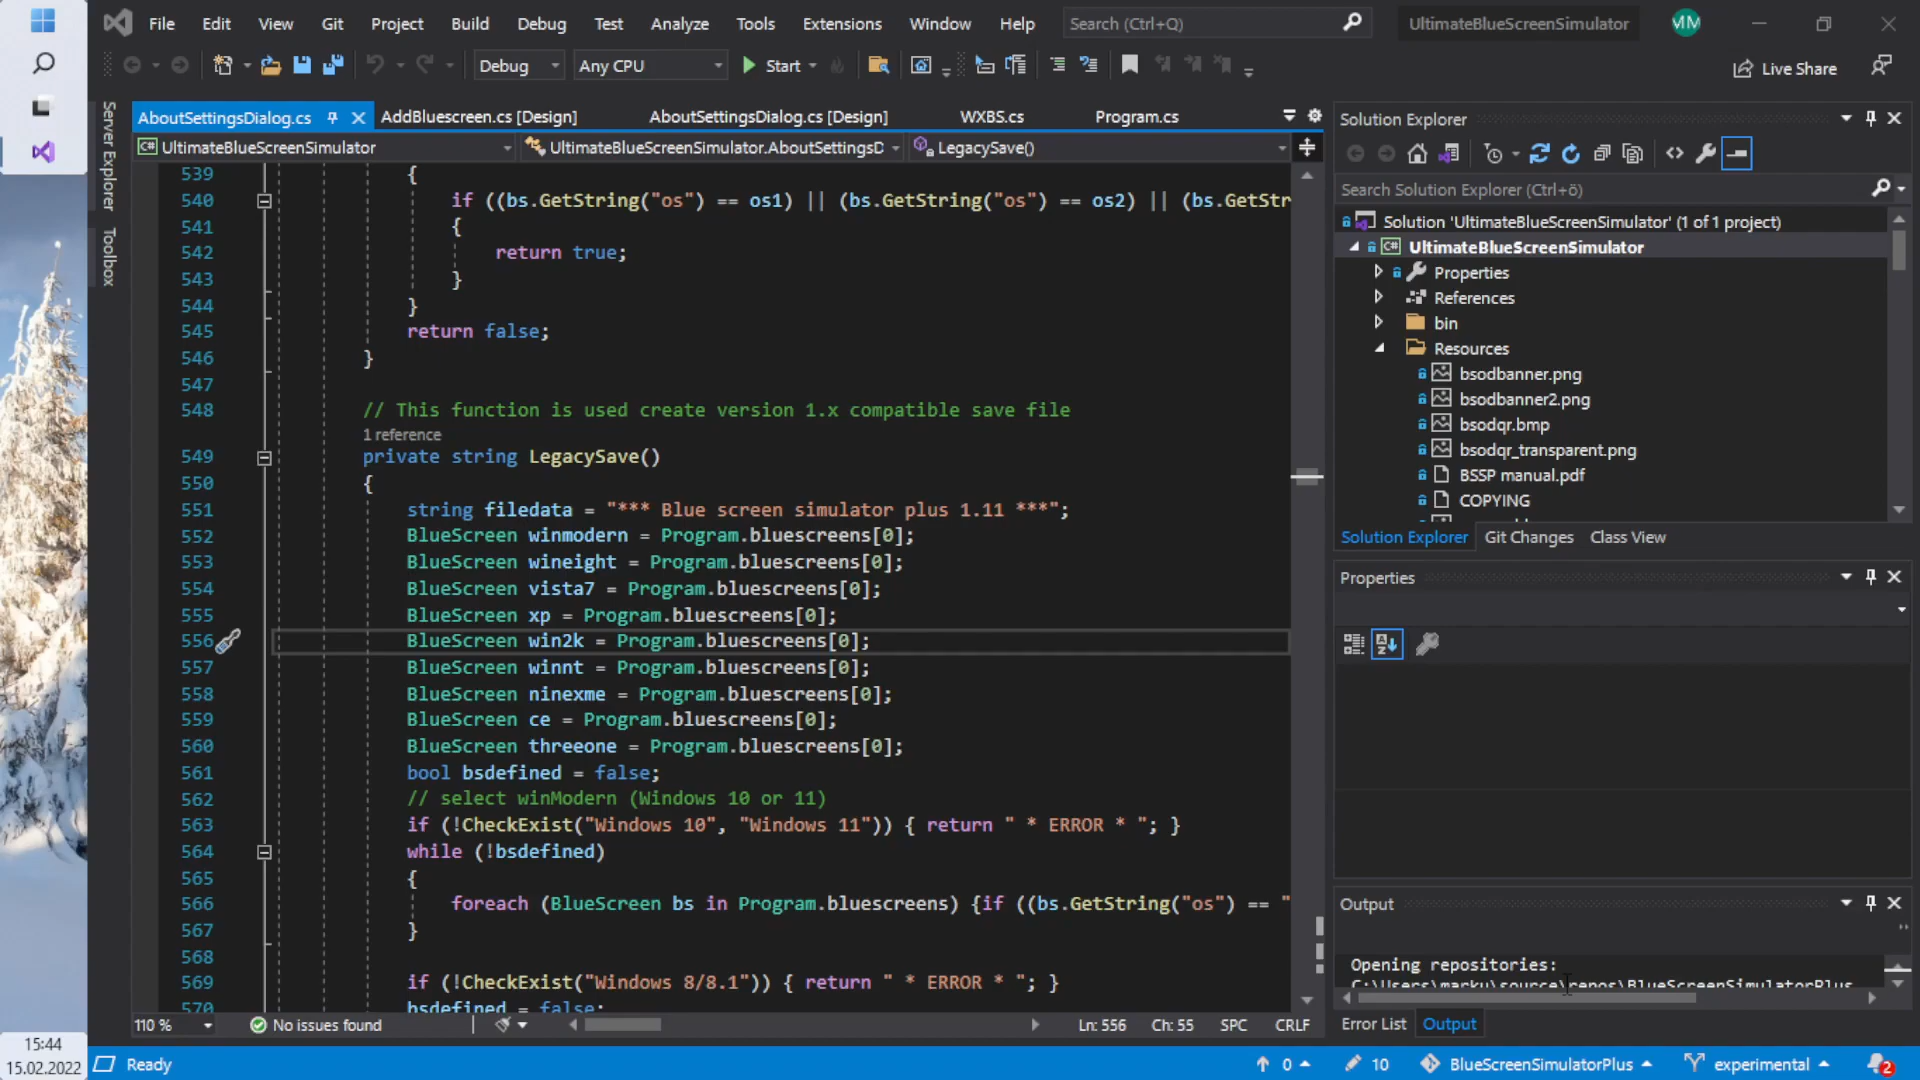 File Edit View Git Project Build Debug Test Analyze Tools Extensions Window Help Search (Ctrl+Q) UltimateBlueScreenSimulator MM
Debug Any CPU Start Live Share
Server Explorer
Toolbox
AboutSettingsDialog.cs AddBluescreen.cs [Design] AboutSettingsDialog.cs [Design] WXBS.cs Program.cs
UltimateBlueScreenSimulator UltimateBlueScreenSimulator.AboutSettingsD LegacySave()
539 {
540 if ((bs.GetString("os") == os1) || (bs.GetString("os") == os2) || (bs.GetStr
541 {
542 return true;
543 }
544 }
545 return false;
546 }
547
548 // This function is used create version 1.x compatible save file
1 reference
549 private string LegacySave()
550 {
551 string filedata = "*** Blue screen simulator plus 1.11 ***";
552 BlueScreen winmodern = Program.bluescreens[0];
553 BlueScreen wineight = Program.bluescreens[0];
554 BlueScreen vista7 = Program.bluescreens[0];
555 BlueScreen xp = Program.bluescreens[0];
556 BlueScreen win2k = Program.bluescreens[0];
557 BlueScreen winnt = Program.bluescreens[0];
558 BlueScreen ninexme = Program.bluescreens[0];
559 BlueScreen ce = Program.bluescreens[0];
560 BlueScreen threeone = Program.bluescreens[0];
561 bool bsdefined = false;
562 // select winModern (Windows 10 or 11)
563 if (!CheckExist("Windows 10", "Windows 11")) { return " * ERROR * "; }
564 while (!bsdefined)
565 {
566 foreach (BlueScreen bs in Program.bluescreens) {if ((bs.GetString("os") == "
567 }
568
569 if (!CheckExist("Windows 8/8.1")) { return " * ERROR * "; }
570 bsdefined = false;
110 % No issues found Ln: 556 Ch: 55 SPC CRLF
Solution Explorer
Search Solution Explorer (Ctrl+ö)
Solution 'UltimateBlueScreenSimulator' (1 of 1 project)
C# UltimateBlueScreenSimulator
Properties
References
bin
Resources
bsodbanner.png
bsodbanner2.png
bsodqr.bmp
bsodqr_transparent.png
BSSP manual.pdf
COPYING
Solution Explorer Git Changes Class View
Properties
Output
Opening repositories:
C:\Users\marku\source\repos\BlueScreenSimulatorPlus
Error List Output
15:44
15.02.2022
Ready 0 10 BlueScreenSimulatorPlus experimental 2